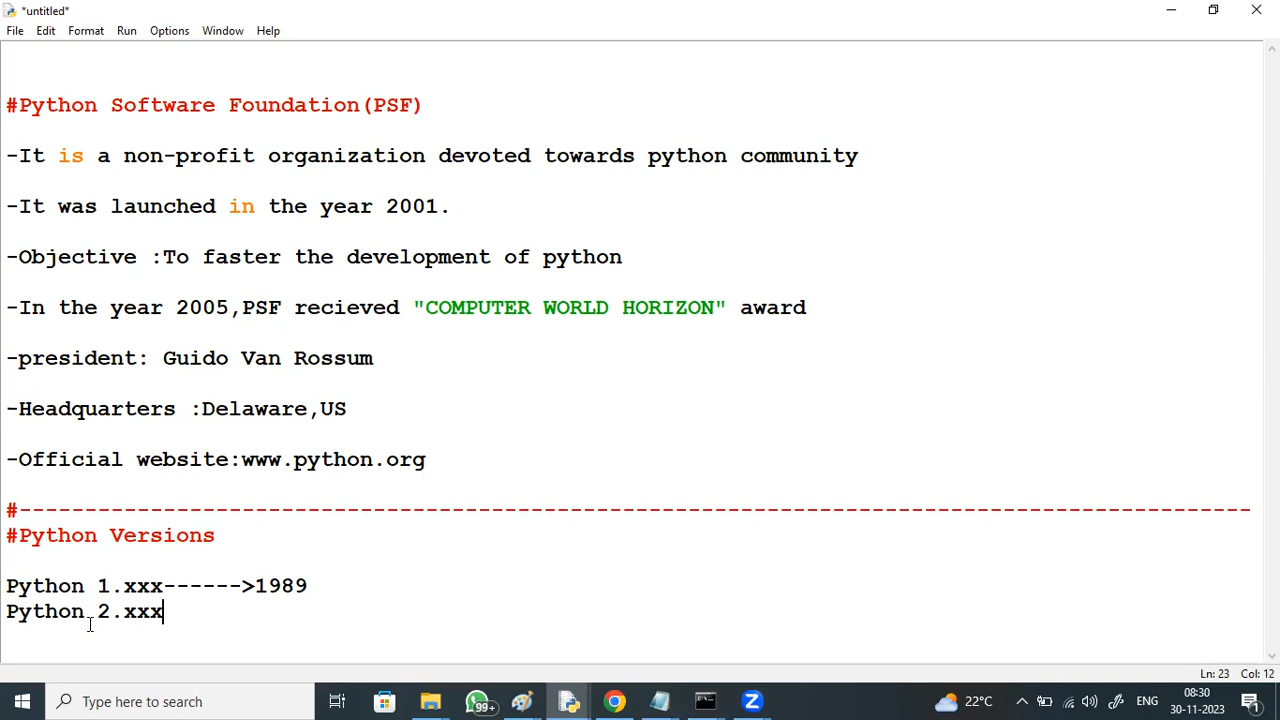 *untitled*
File Edit Format Run Options Window Help
#Python Software Foundation(PSF)
-It is a non-profit organization devoted towards python community
-It was launched in the year 2001.
-Objective :To faster the development of python
-In the year 2005,PSF recieved "COMPUTER WORLD HORIZON" award
-president: Guido Van Rossum
-Headquarters :Delaware,US
-Official website:www.python.org
#----------------------------------------------------------------------------------------------
#Python Versions
Python 1.xxx------>1989
Python 2.xxx
Ln: 23 Col: 12
Type here to search
99+
22°C
ENG
08:30
30-11-2023
1